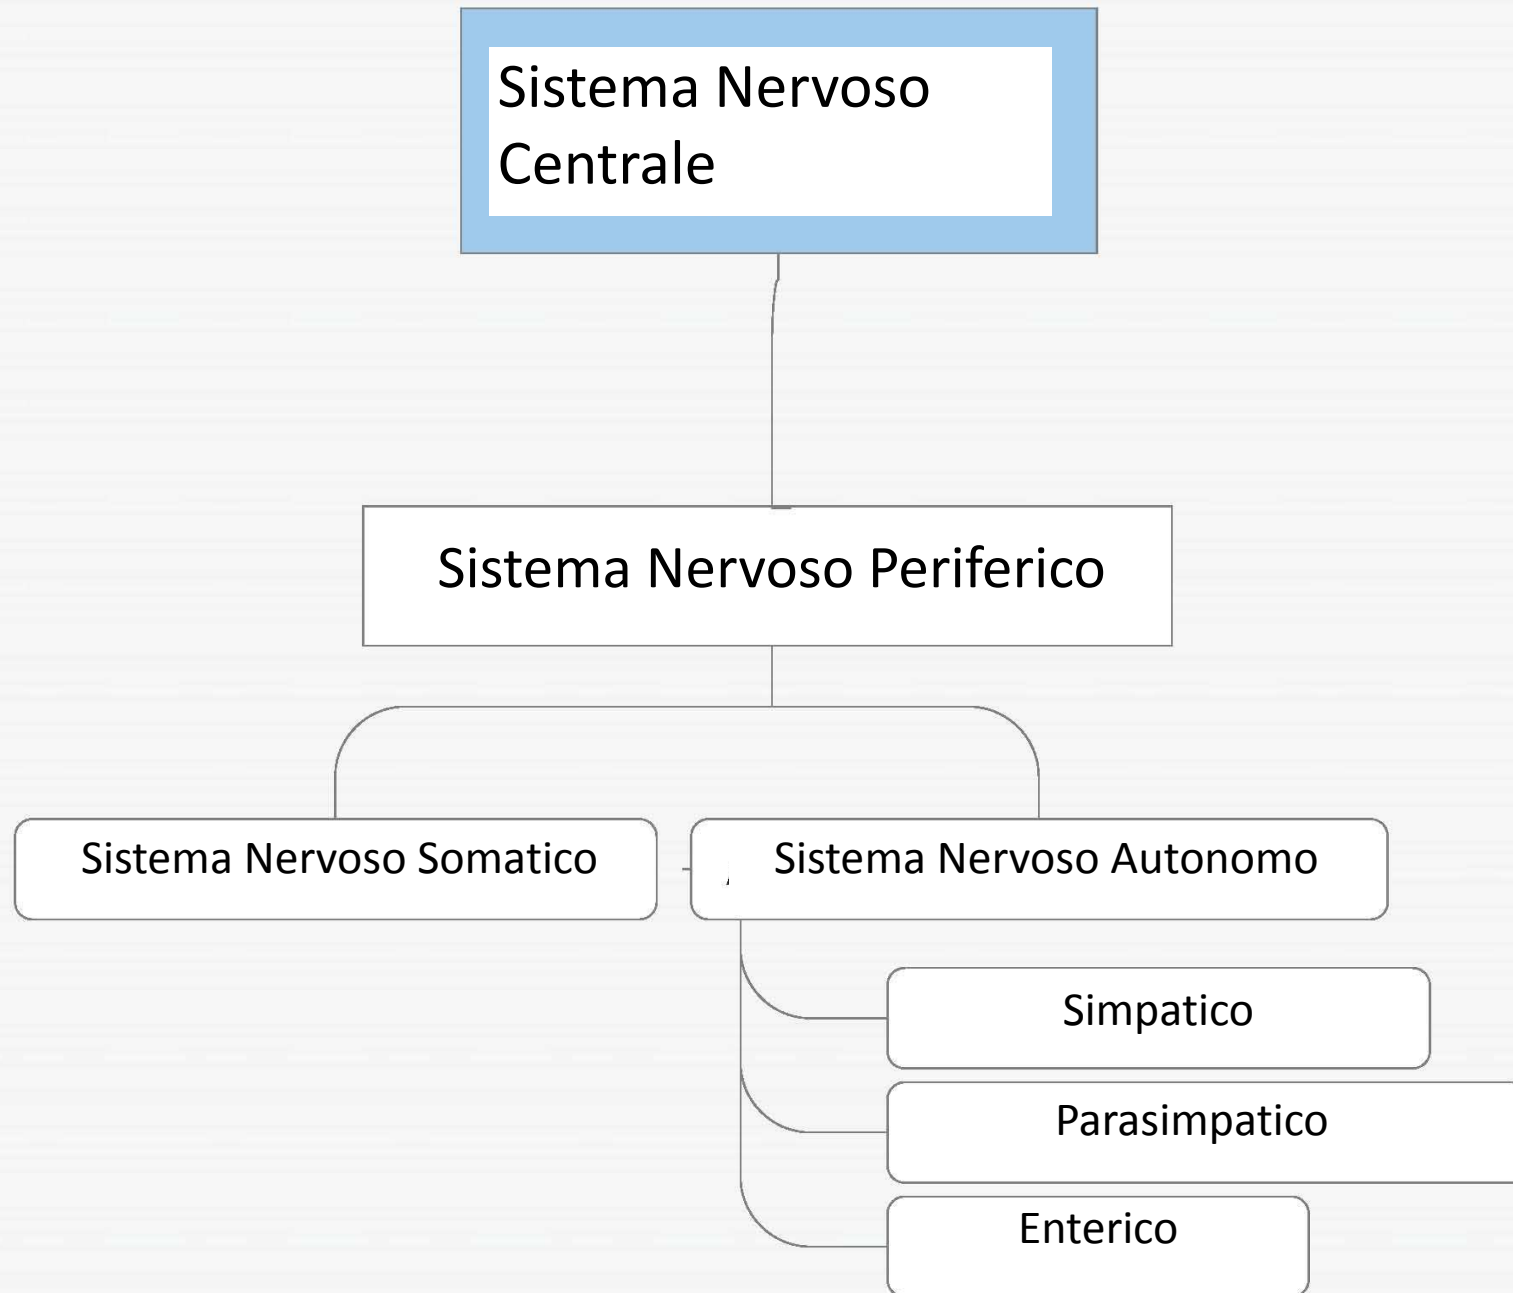 Sistema Nervoso
Centrale
Sistema Nervoso Periferico
Sistema Nervoso Somatico
Sistema Nervoso Autonomo
Simpatico
Parasimpatico
Enterico